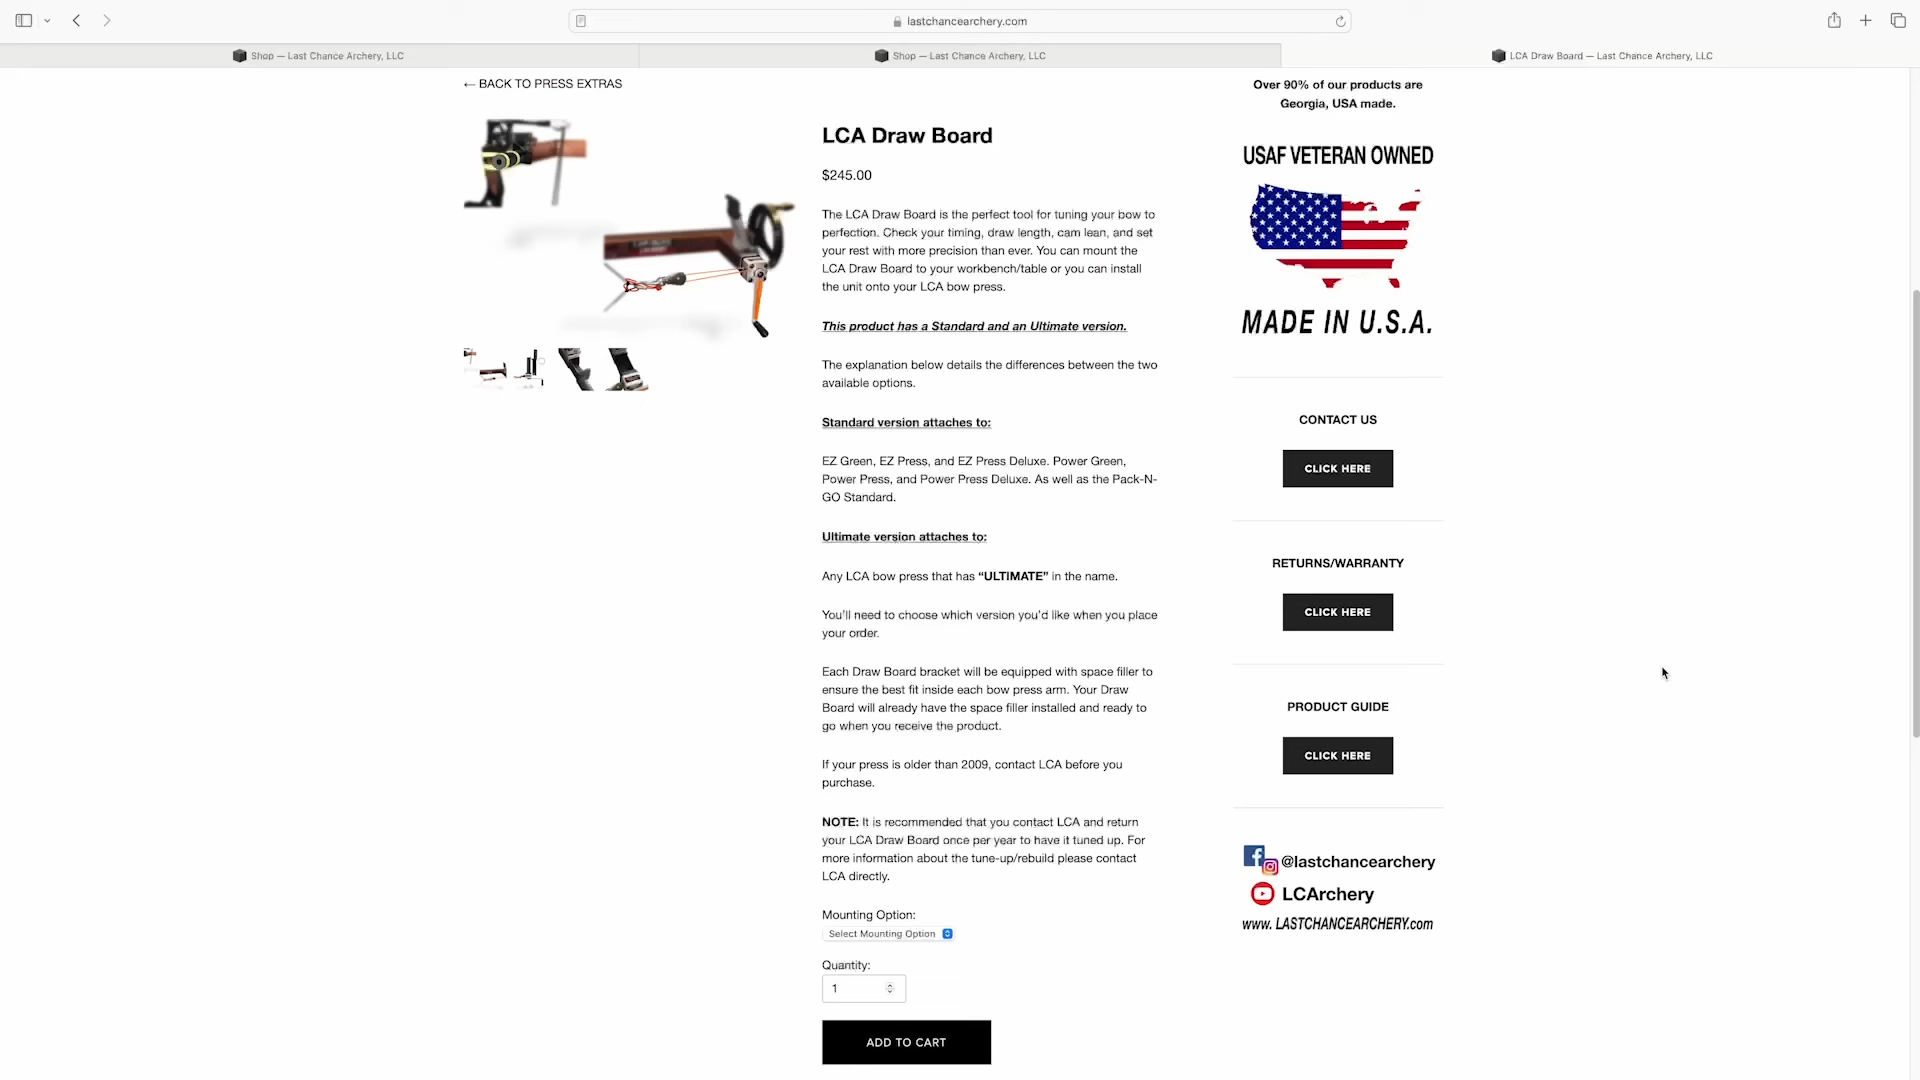 lastchancearchery.com
Shop — Last Chance Archery, LLC
Shop — Last Chance Archery, LLC
LCA Draw Board — Last Chance Archery, LLC
← BACK TO PRESS EXTRAS
LCA Draw Board
$245.00
The LCA Draw Board is the perfect tool for tuning your bow to
perfection. Check your timing, draw length, cam lean, and set
your rest with more precision than ever. You can mount the
LCA Draw Board to your workbench/table or you can install
the unit onto your LCA bow press.
This product has a Standard and an Ultimate version.
The explanation below details the differences between the two
available options.
Standard version attaches to:
EZ Green, EZ Press, and EZ Press Deluxe. Power Green,
Power Press, and Power Press Deluxe. As well as the Pack-N-
GO Standard.
Ultimate version attaches to:
Any LCA bow press that has “ULTIMATE” in the name.
You’ll need to choose which version you’d like when you place
your order.
Each Draw Board bracket will be equipped with space filler to
ensure the best fit inside each bow press arm. Your Draw
Board will already have the space filler installed and ready to
go when you receive the product.
If your press is older than 2009, contact LCA before you
purchase.
NOTE: It is recommended that you contact LCA and return
your LCA Draw Board once per year to have it tuned up. For
more information about the tune-up/rebuild please contact
LCA directly.
Mounting Option:
Select Mounting Option
Quantity:
1
ADD TO CART
Over 90% of our products are
Georgia, USA made.
USAF VETERAN OWNED
MADE IN U.S.A.
CONTACT US
CLICK HERE
RETURNS/WARRANTY
CLICK HERE
PRODUCT GUIDE
CLICK HERE
@lastchancearchery
LCArchery
www. LASTCHANCEARCHERY.com